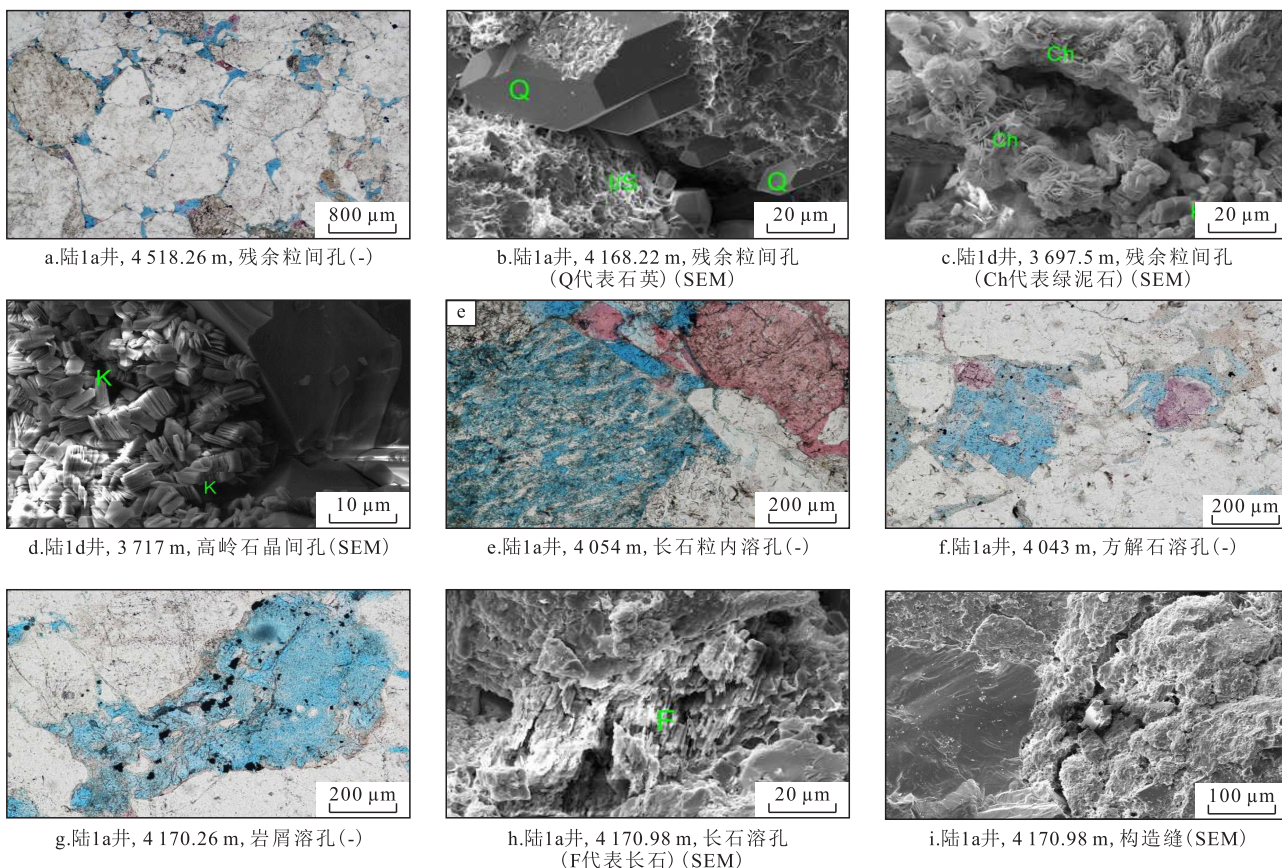 800 μm
Q
I/S
Q
20 μm
Ch
Ch
20 μm
a.陆1a井, 4 518.26 m, 残余粒间孔(-)
b.陆1a井, 4 168.22 m, 残余粒间孔
(Q代表石英) (SEM)
c.陆1d井, 3 697.5 m, 残余粒间孔
(Ch代表绿泥石) (SEM)
K
K
10 μm
e
200 μm
200 μm
d.陆1d井, 3 717 m, 高岭石晶间孔(SEM)
e.陆1a井, 4 054 m, 长石粒内溶孔(-)
f.陆1a井, 4 043 m, 方解石溶孔(-)
200 μm
F
20 μm
100 μm
g.陆1a井, 4 170.26 m, 岩屑溶孔(-)
h.陆1a井, 4 170.98 m, 长石溶孔
(F代表长石) (SEM)
i.陆1a井, 4 170.98 m, 构造缝(SEM)